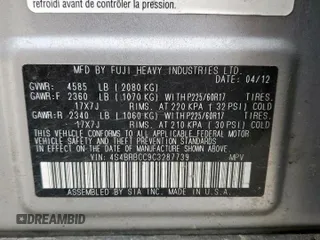 refroidi avant de contrôler la pression.
MFD BY FUJI HEAVY INDUSTRIES LTD.
DATE: 04/12
GVWR: 4585 LB (2080 KG)
GAWR:F 2360 LB (1070 KG) WITH P225/60R17
17X7J RIMS. AT 220 KPA (32 PSI) COLD
GAWR:R 2340 LB (1060 KG) WITH P225/60R17
17X7J RIMS. AT 210 KPA (30 PSI) COLD
THIS VEHICLE CONFORMS TO ALL APPLICABLE
FEDERAL MOTOR VEHICLE SAFETY, BUMPER, AND
THEFT PREVENTION STANDARDS IN EFFECT ON THE
DATE OF MANUFACTURE SHOWN ABOVE.
VIN: 4S4BRBCC9C3287739 MPV
ASSEMBLED BY SIA INC. MADE IN U.S.A.
AUTOBIDMASTER